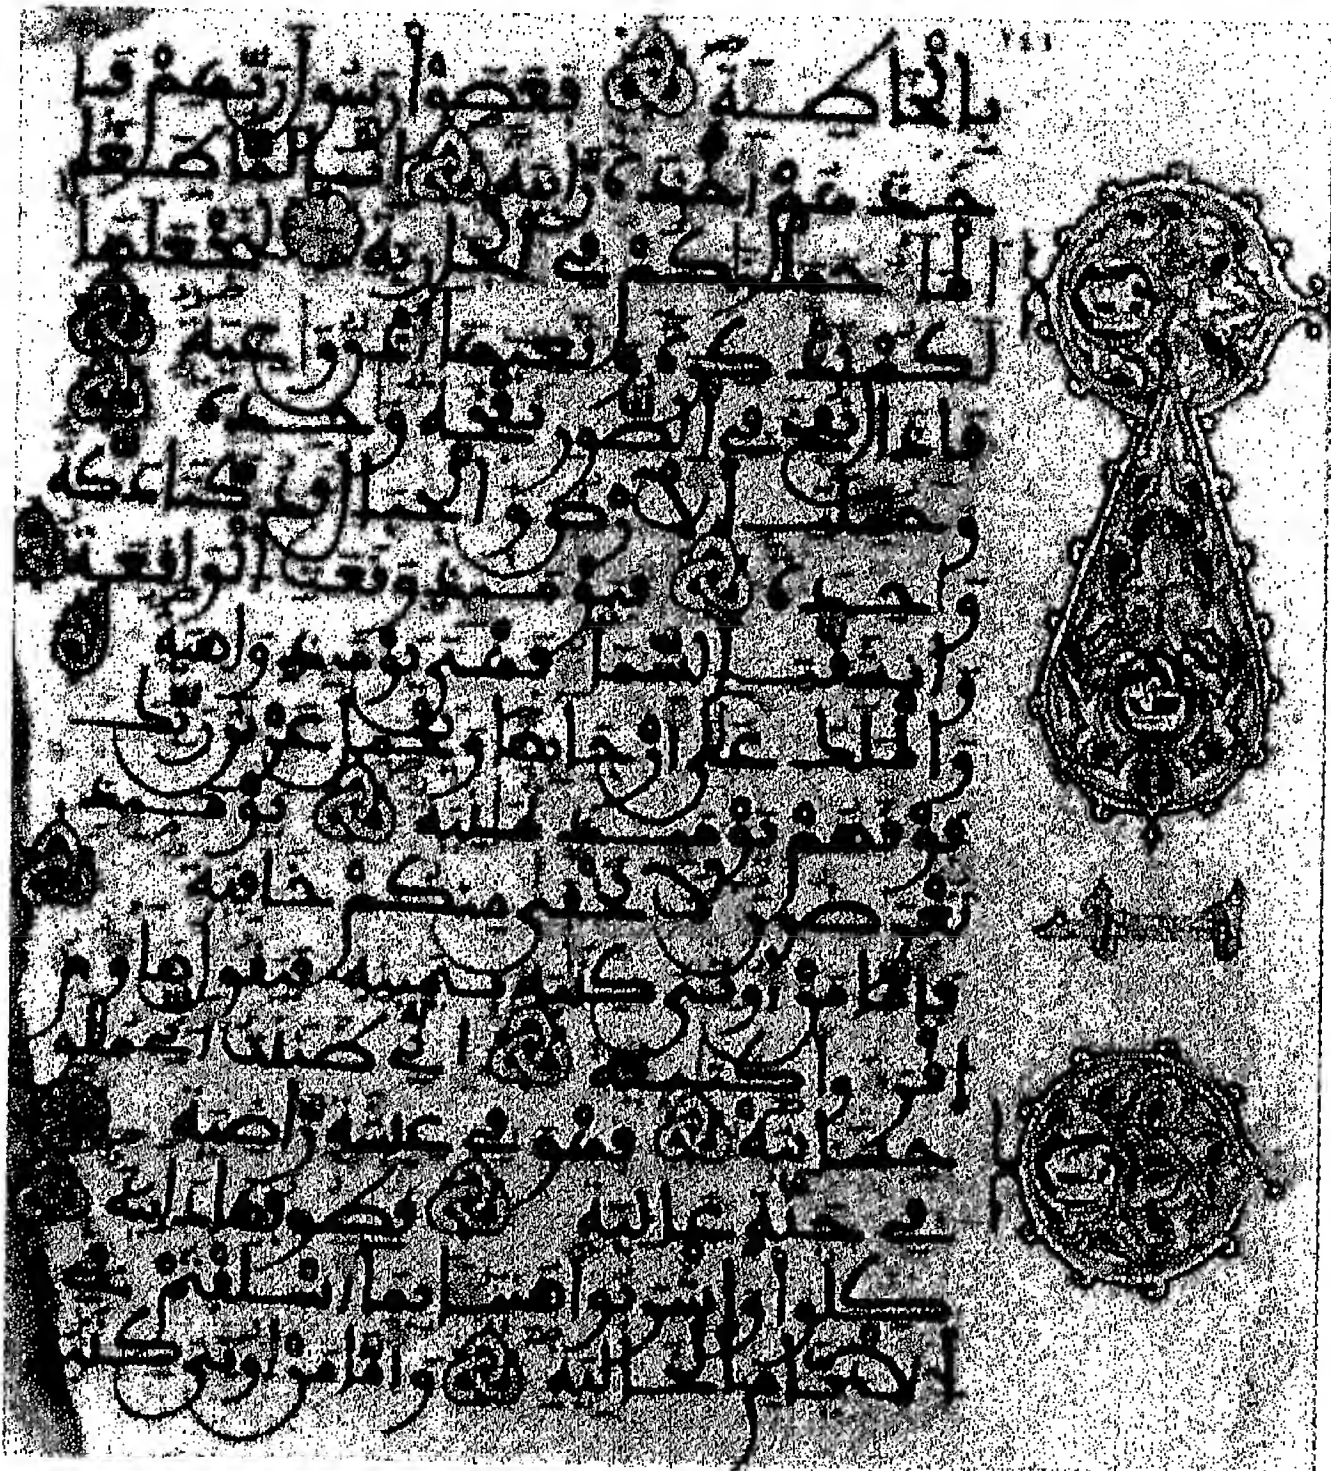 بالخاطئة فعصوا رسول ربهم فأ
خذهم أخذة رابية إنا لما طغا
الماء حملنكم في الجارية لنجعلها
لكم تذكرة وتعيها أذن واعية
فإذا نفخ في الصور نفخة وحدة
وحملت الأرض والجبال فدكتا دكة
وحدة فيومئذ وقعت الواقعة
وانشقت السماء فهي يومئذ واهية
والملك على أرجائها ويحمل عرش ربك
فوقهم يومئذ ثمنية يومئذ
تعرضون لا تخفى منكم خافية
فأما من أوتي كتبه بيمينه فيقول هاؤم
اقرءوا كتبيه إني ظننت أني ملق
حسابيه فهو في عيشة راضية
في جنة عالية قطوفها دانية
كلوا واشربوا هنيئا بما أسلفتم في
الأيام الخالية وأما من أوتي كتبه